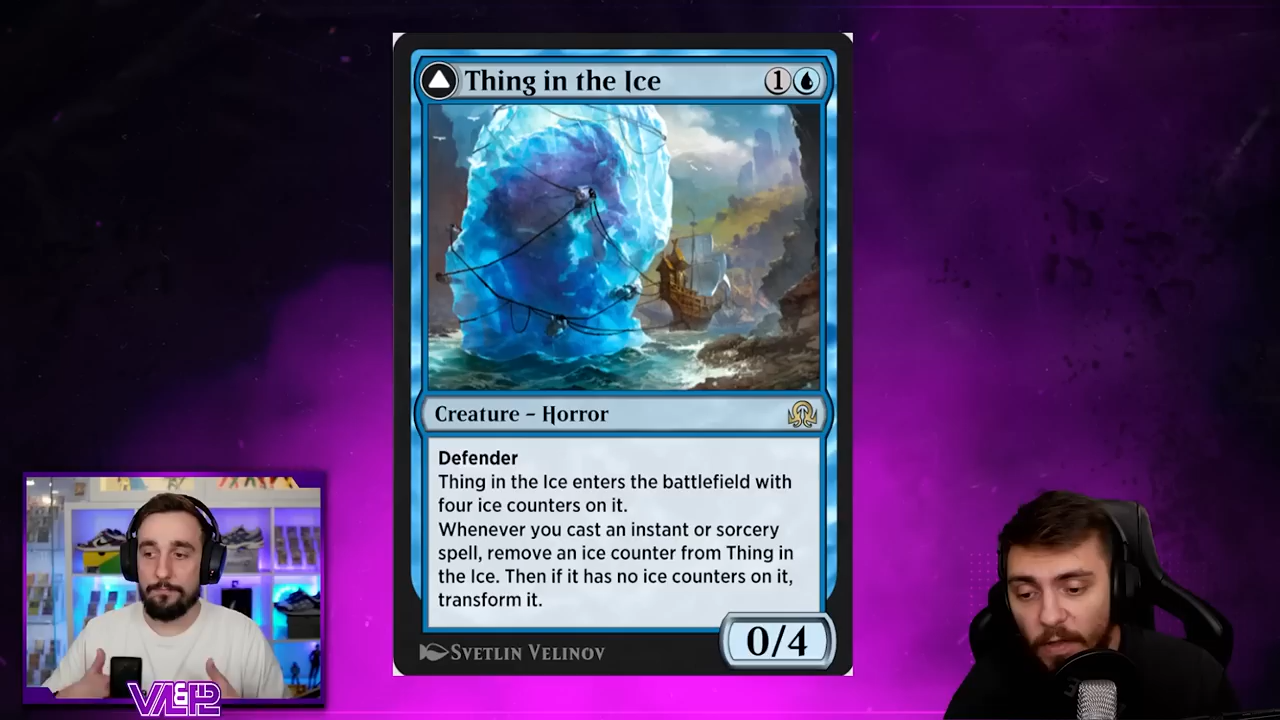 Thing in the Ice 1
Creature – Horror
Defender
Thing in the Ice enters the battlefield with
four ice counters on it.
Whenever you cast an instant or sorcery
spell, remove an ice counter from Thing in
the Ice. Then if it has no ice counters on it,
transform it.
0/4
Svetlin Velinov